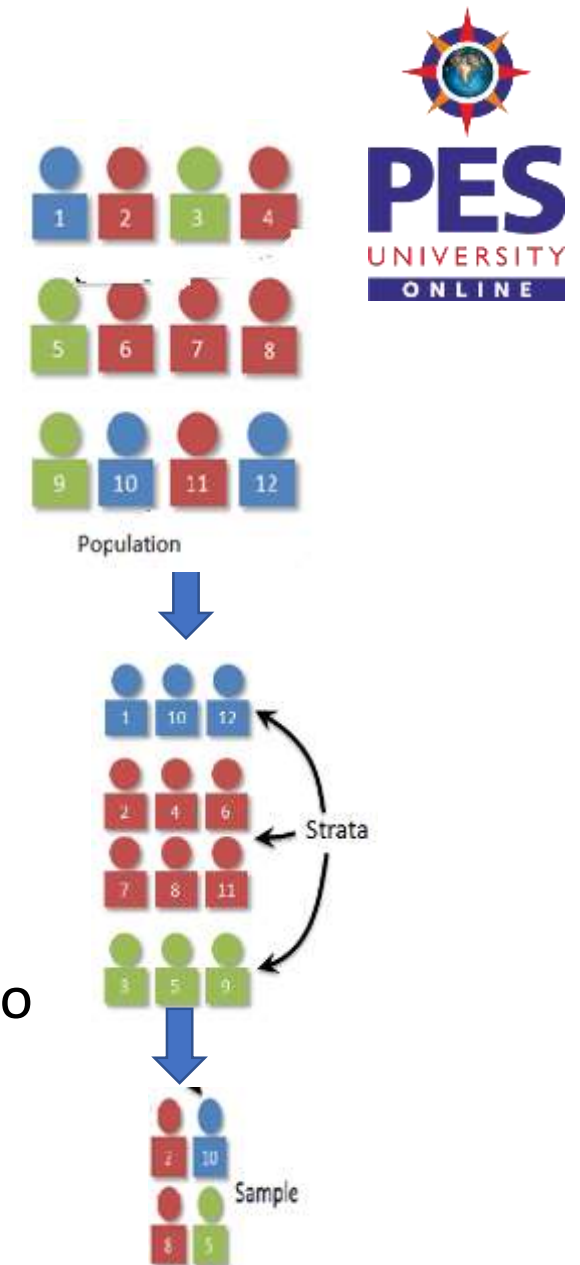 PES
UNIVERSITY
ONLINE
1 2 3 4
5 6 7 8
9 10 11 12
Population
1 10 12
2 4 6
Strata
7 8 11
3 5 9
o
2 10
Sample
8 5